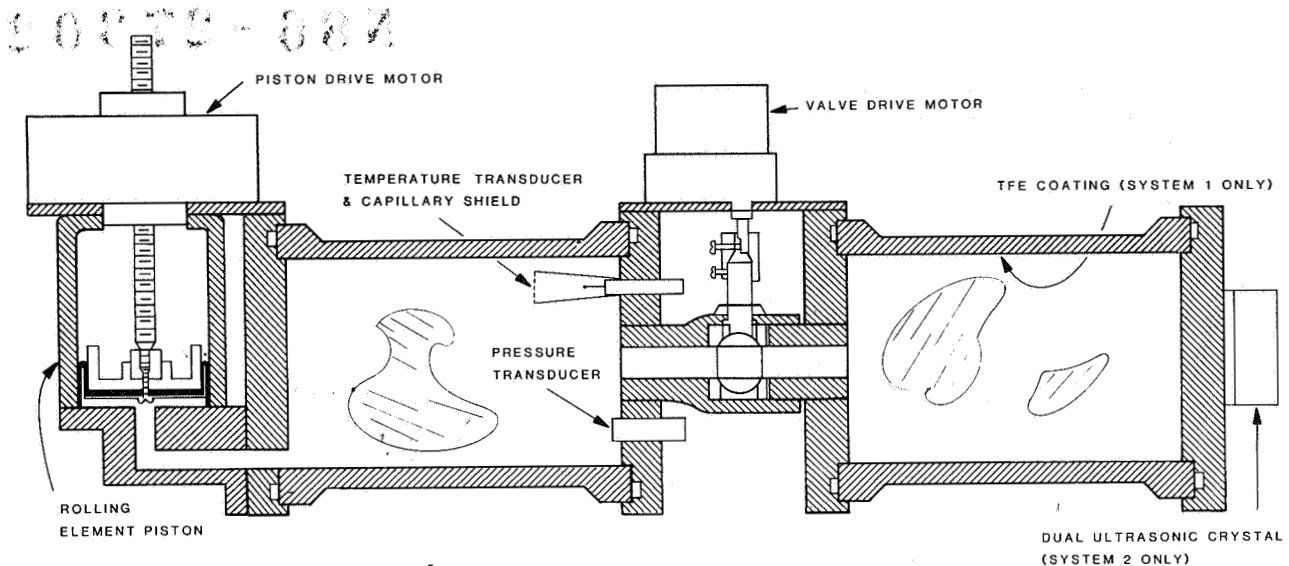 PISTON DRIVE MOTOR
VALVE DRIVE MOTOR
TEMPERATURE TRANSDUCER
& CAPILLARY SHIELD
TFE COATING (SYSTEM 1 ONLY)
PRESSURE
TRANSDUCER
ROLLING
ELEMENT PISTON
DUAL ULTRASONIC CRYSTAL
(SYSTEM 2 ONLY)